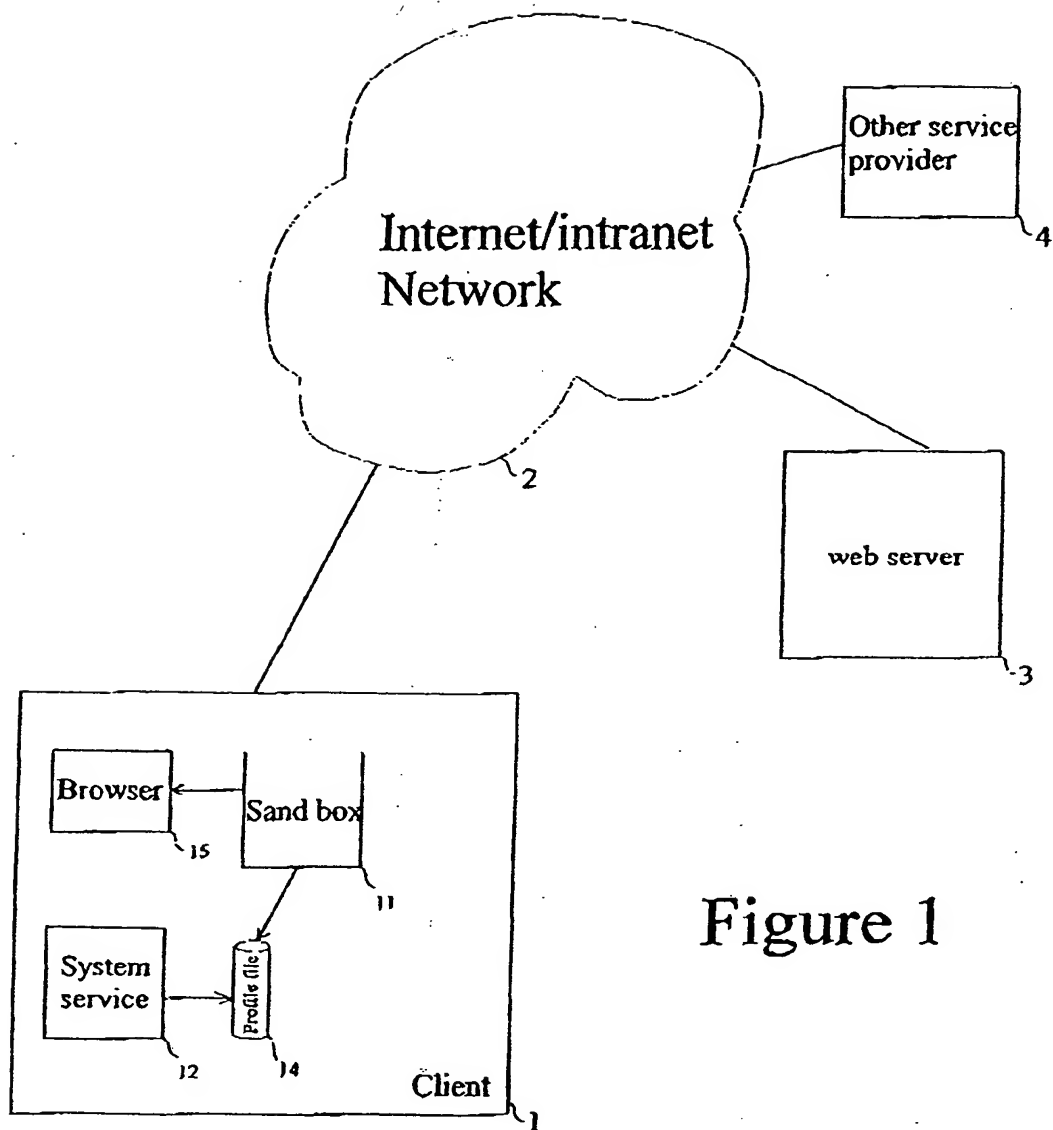 Other service
provider
4
Internet/intranet
Network
2
web server
3
Browser
15
Sand box
11
System
service
12
Profile file
14
Client
1
Figure 1